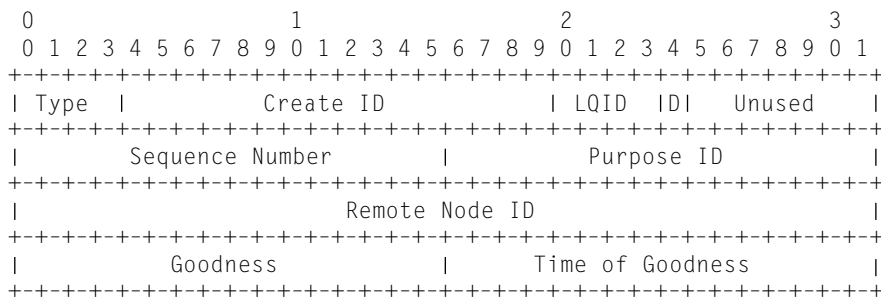 0                   1                   2                   3
0 1 2 3 4 5 6 7 8 9 0 1 2 3 4 5 6 7 8 9 0 1 2 3 4 5 6 7 8 9 0 1
+-+-+-+-+-+-+-+-+-+-+-+-+-+-+-+-+-+-+-+-+-+-+-+-+-+-+-+-+-+-+-+-+
| Type  |           Create ID           | LQID  |D|   Unused    |
+-+-+-+-+-+-+-+-+-+-+-+-+-+-+-+-+-+-+-+-+-+-+-+-+-+-+-+-+-+-+-+-+
|        Sequence Number        |          Purpose ID           |
+-+-+-+-+-+-+-+-+-+-+-+-+-+-+-+-+-+-+-+-+-+-+-+-+-+-+-+-+-+-+-+-+
|                        Remote Node ID                         |
+-+-+-+-+-+-+-+-+-+-+-+-+-+-+-+-+-+-+-+-+-+-+-+-+-+-+-+-+-+-+-+-+
|           Goodness            |      Time of Goodness         |
+-+-+-+-+-+-+-+-+-+-+-+-+-+-+-+-+-+-+-+-+-+-+-+-+-+-+-+-+-+-+-+-+